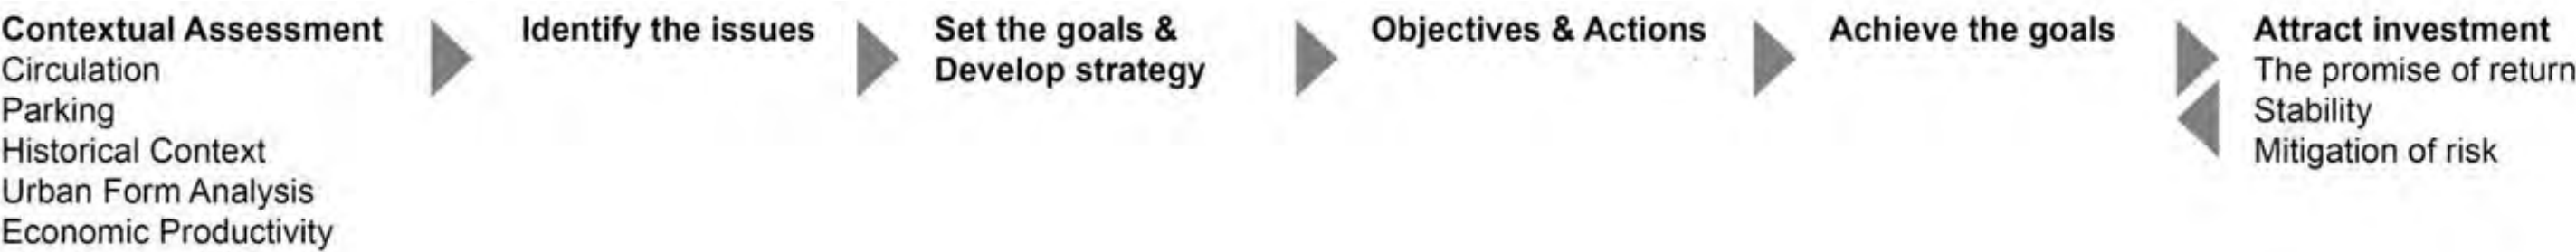 Contextual Assessment
Circulation
Parking
Historical Context
Urban Form Analysis
Economic Productivity
Identify the issues
Set the goals &
Develop strategy
Objectives & Actions
Achieve the goals
Attract investment
The promise of return
Stability
Mitigation of risk